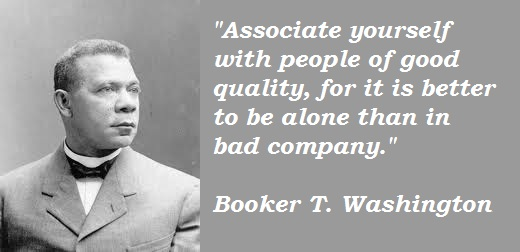 "Associate yourself
with people of good
quality, for it is better
to be alone than in
bad company."
Booker T. Washington